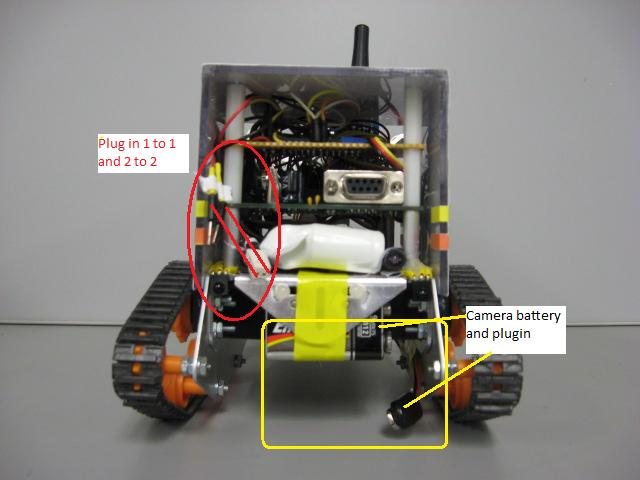 Plug in 1 to 1
and 2 to 2
Camera battery
and plugin